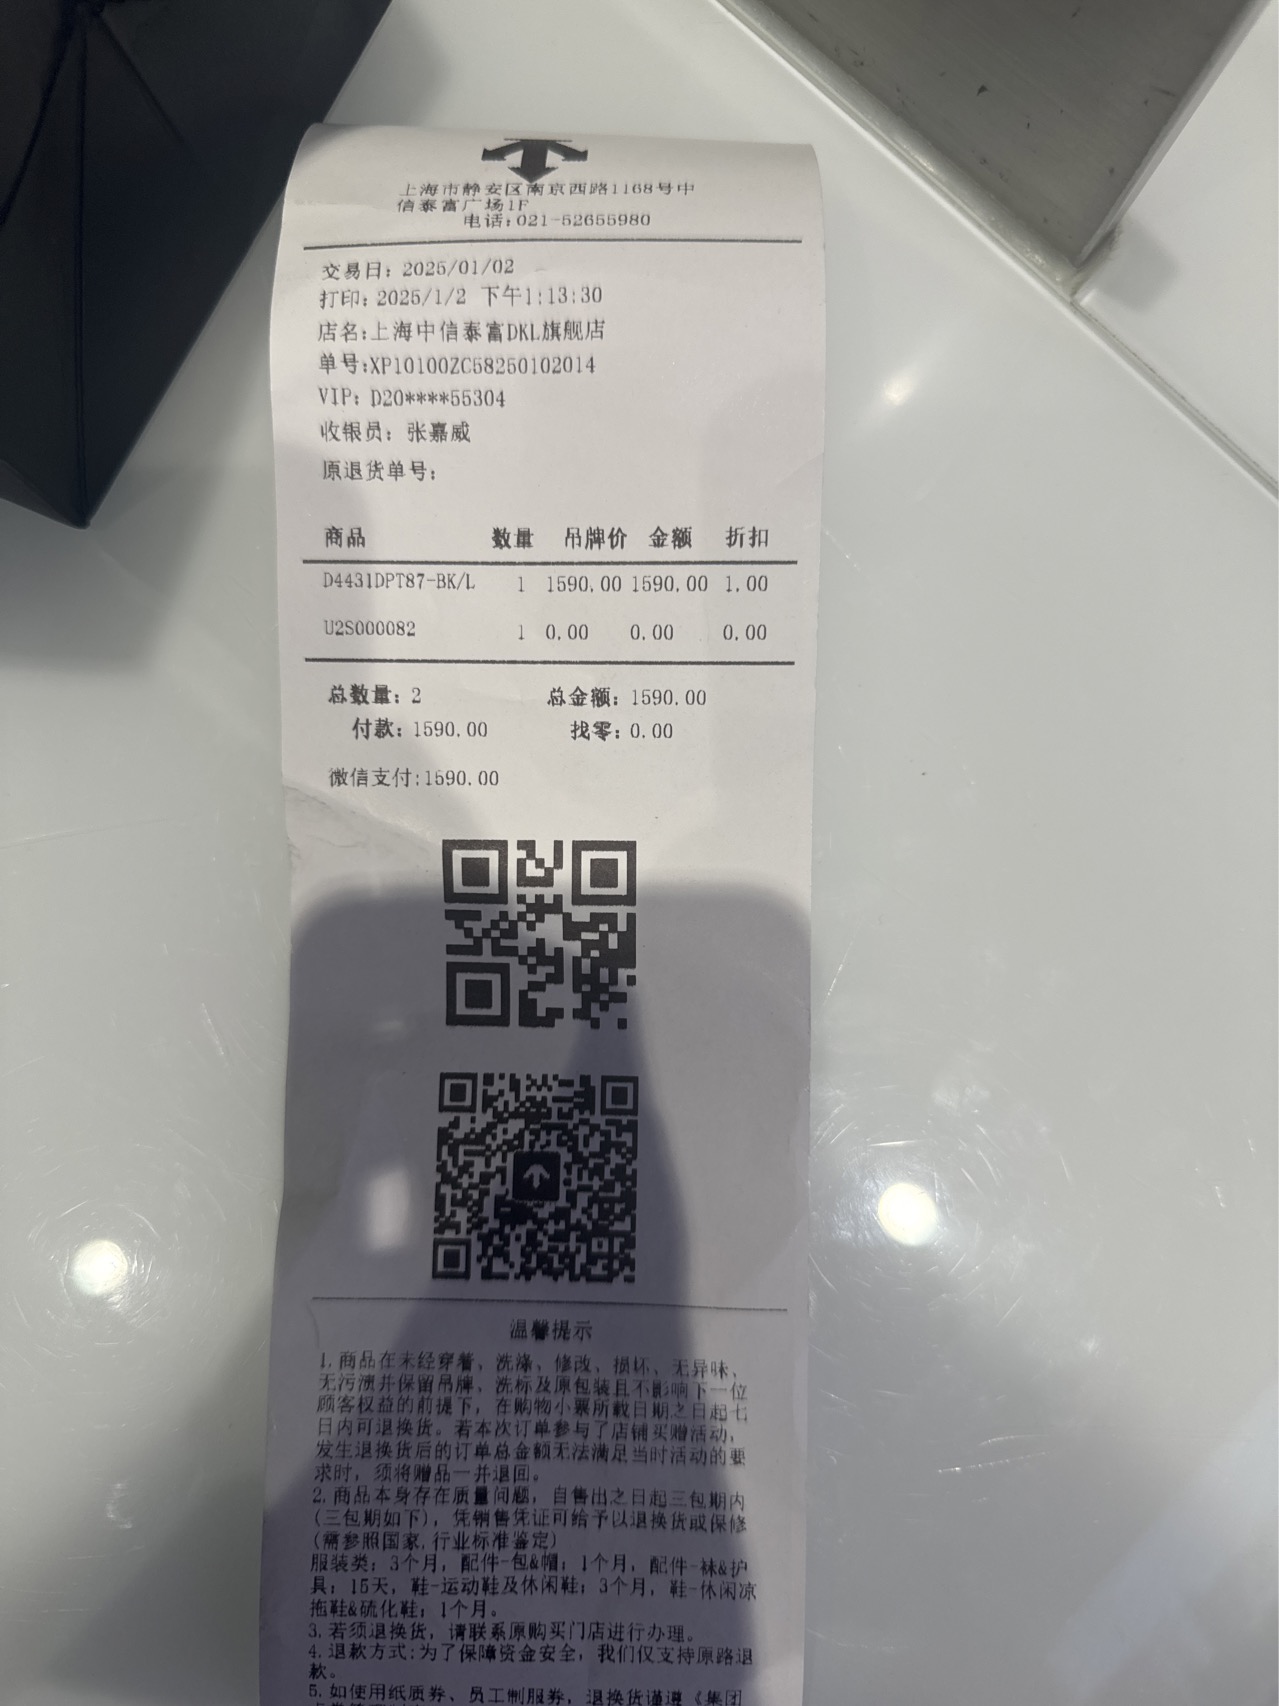 上海市静安区南京西路1168号中
信泰富广场1F
电话:021-52655980
交易日: 2025/01/02
打印: 2025/1/2 下午1:13:30
店名:上海中信泰富DKL旗舰店
单号:XP10100ZC58250102014
VIP: D20****55304
收银员: 张嘉威
原退货单号:
商品 数量 吊牌价 金额 折扣
D4431DPT87-BK/L 1 1590.00 1590.00 1.00
U2S000082 1 0.00 0.00 0.00
总数量: 2 总金额: 1590.00
付款: 1590.00 找零: 0.00
微信支付:1590.00
温馨提示
1.商品在未经穿着、洗涤、修改、损坏、无异味、
无污渍并保留吊牌、洗标及原包装且不影响下一位
顾客权益的前提下, 在购物小票所载日期之日起七
日内可退换货。若本次订单参与了店铺买赠活动,
发生退换货后的订单总金额无法满足当时活动的要
求时, 须将赠品一并退回。
2.商品本身存在质量问题, 自售出之日起三包期内
(三包期如下), 凭销售凭证可给予以退换货或保修
(需参照国家,行业标准鉴定)
服装类: 3个月, 配件-包&帽: 1个月, 配件-袜&护
具: 15天, 鞋-运动鞋及休闲鞋: 3个月, 鞋-休闲凉
拖鞋&硫化鞋: 1个月。
3.若须退换货, 请联系原购买门店进行办理。
4.退款方式:为了保障资金安全, 我们仅支持原路退
款。
5.如使用纸质券、员工制服券, 退换货谨遵《集团